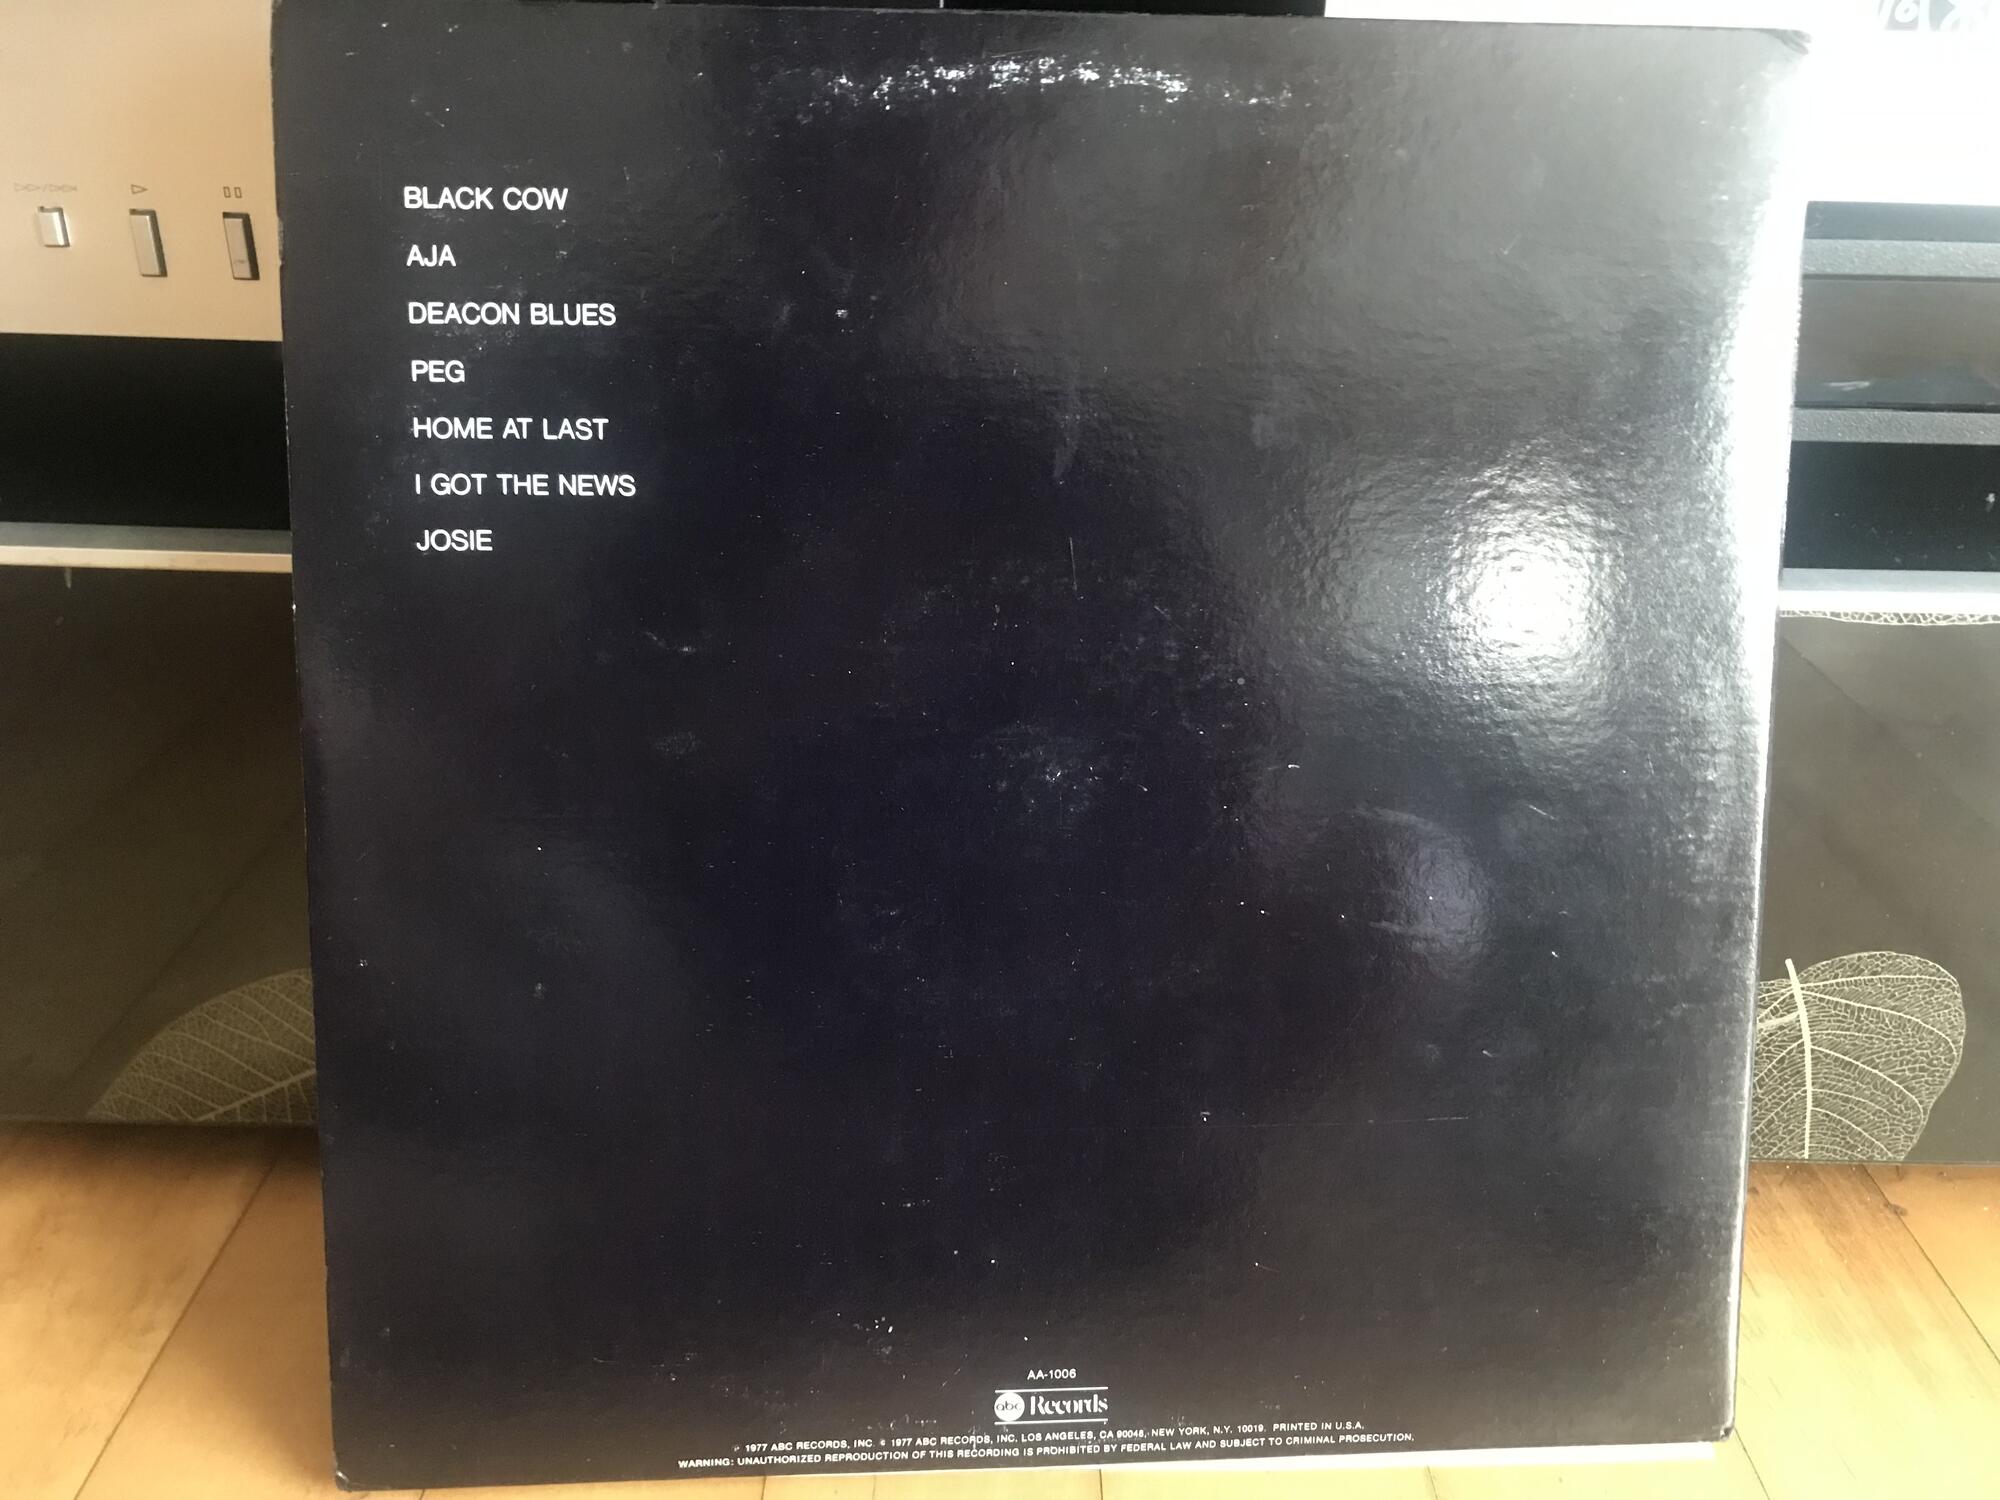 BLACK COW
AJA
DEACON BLUES
PEG
HOME AT LAST
I GOT THE NEWS
JOSIE
AA-1006
abc Records
℗ 1977 ABC RECORDS, INC. © 1977 ABC RECORDS, INC. LOS ANGELES, CA 90048, NEW YORK, N.Y. 10019. PRINTED IN U.S.A.
WARNING: UNAUTHORIZED REPRODUCTION OF THIS RECORDING IS PROHIBITED BY FEDERAL LAW AND SUBJECT TO CRIMINAL PROSECUTION.